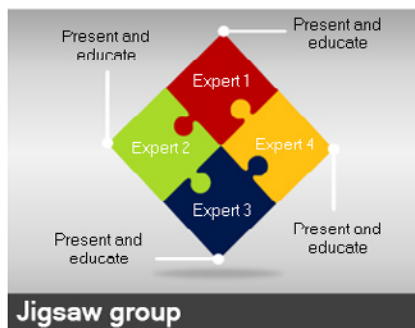 Present and
educate
Present and
educate
Expert 1
Expert 2
Expert 4
Expert 3
Present and
educate
Present and
educate
Jigsaw group